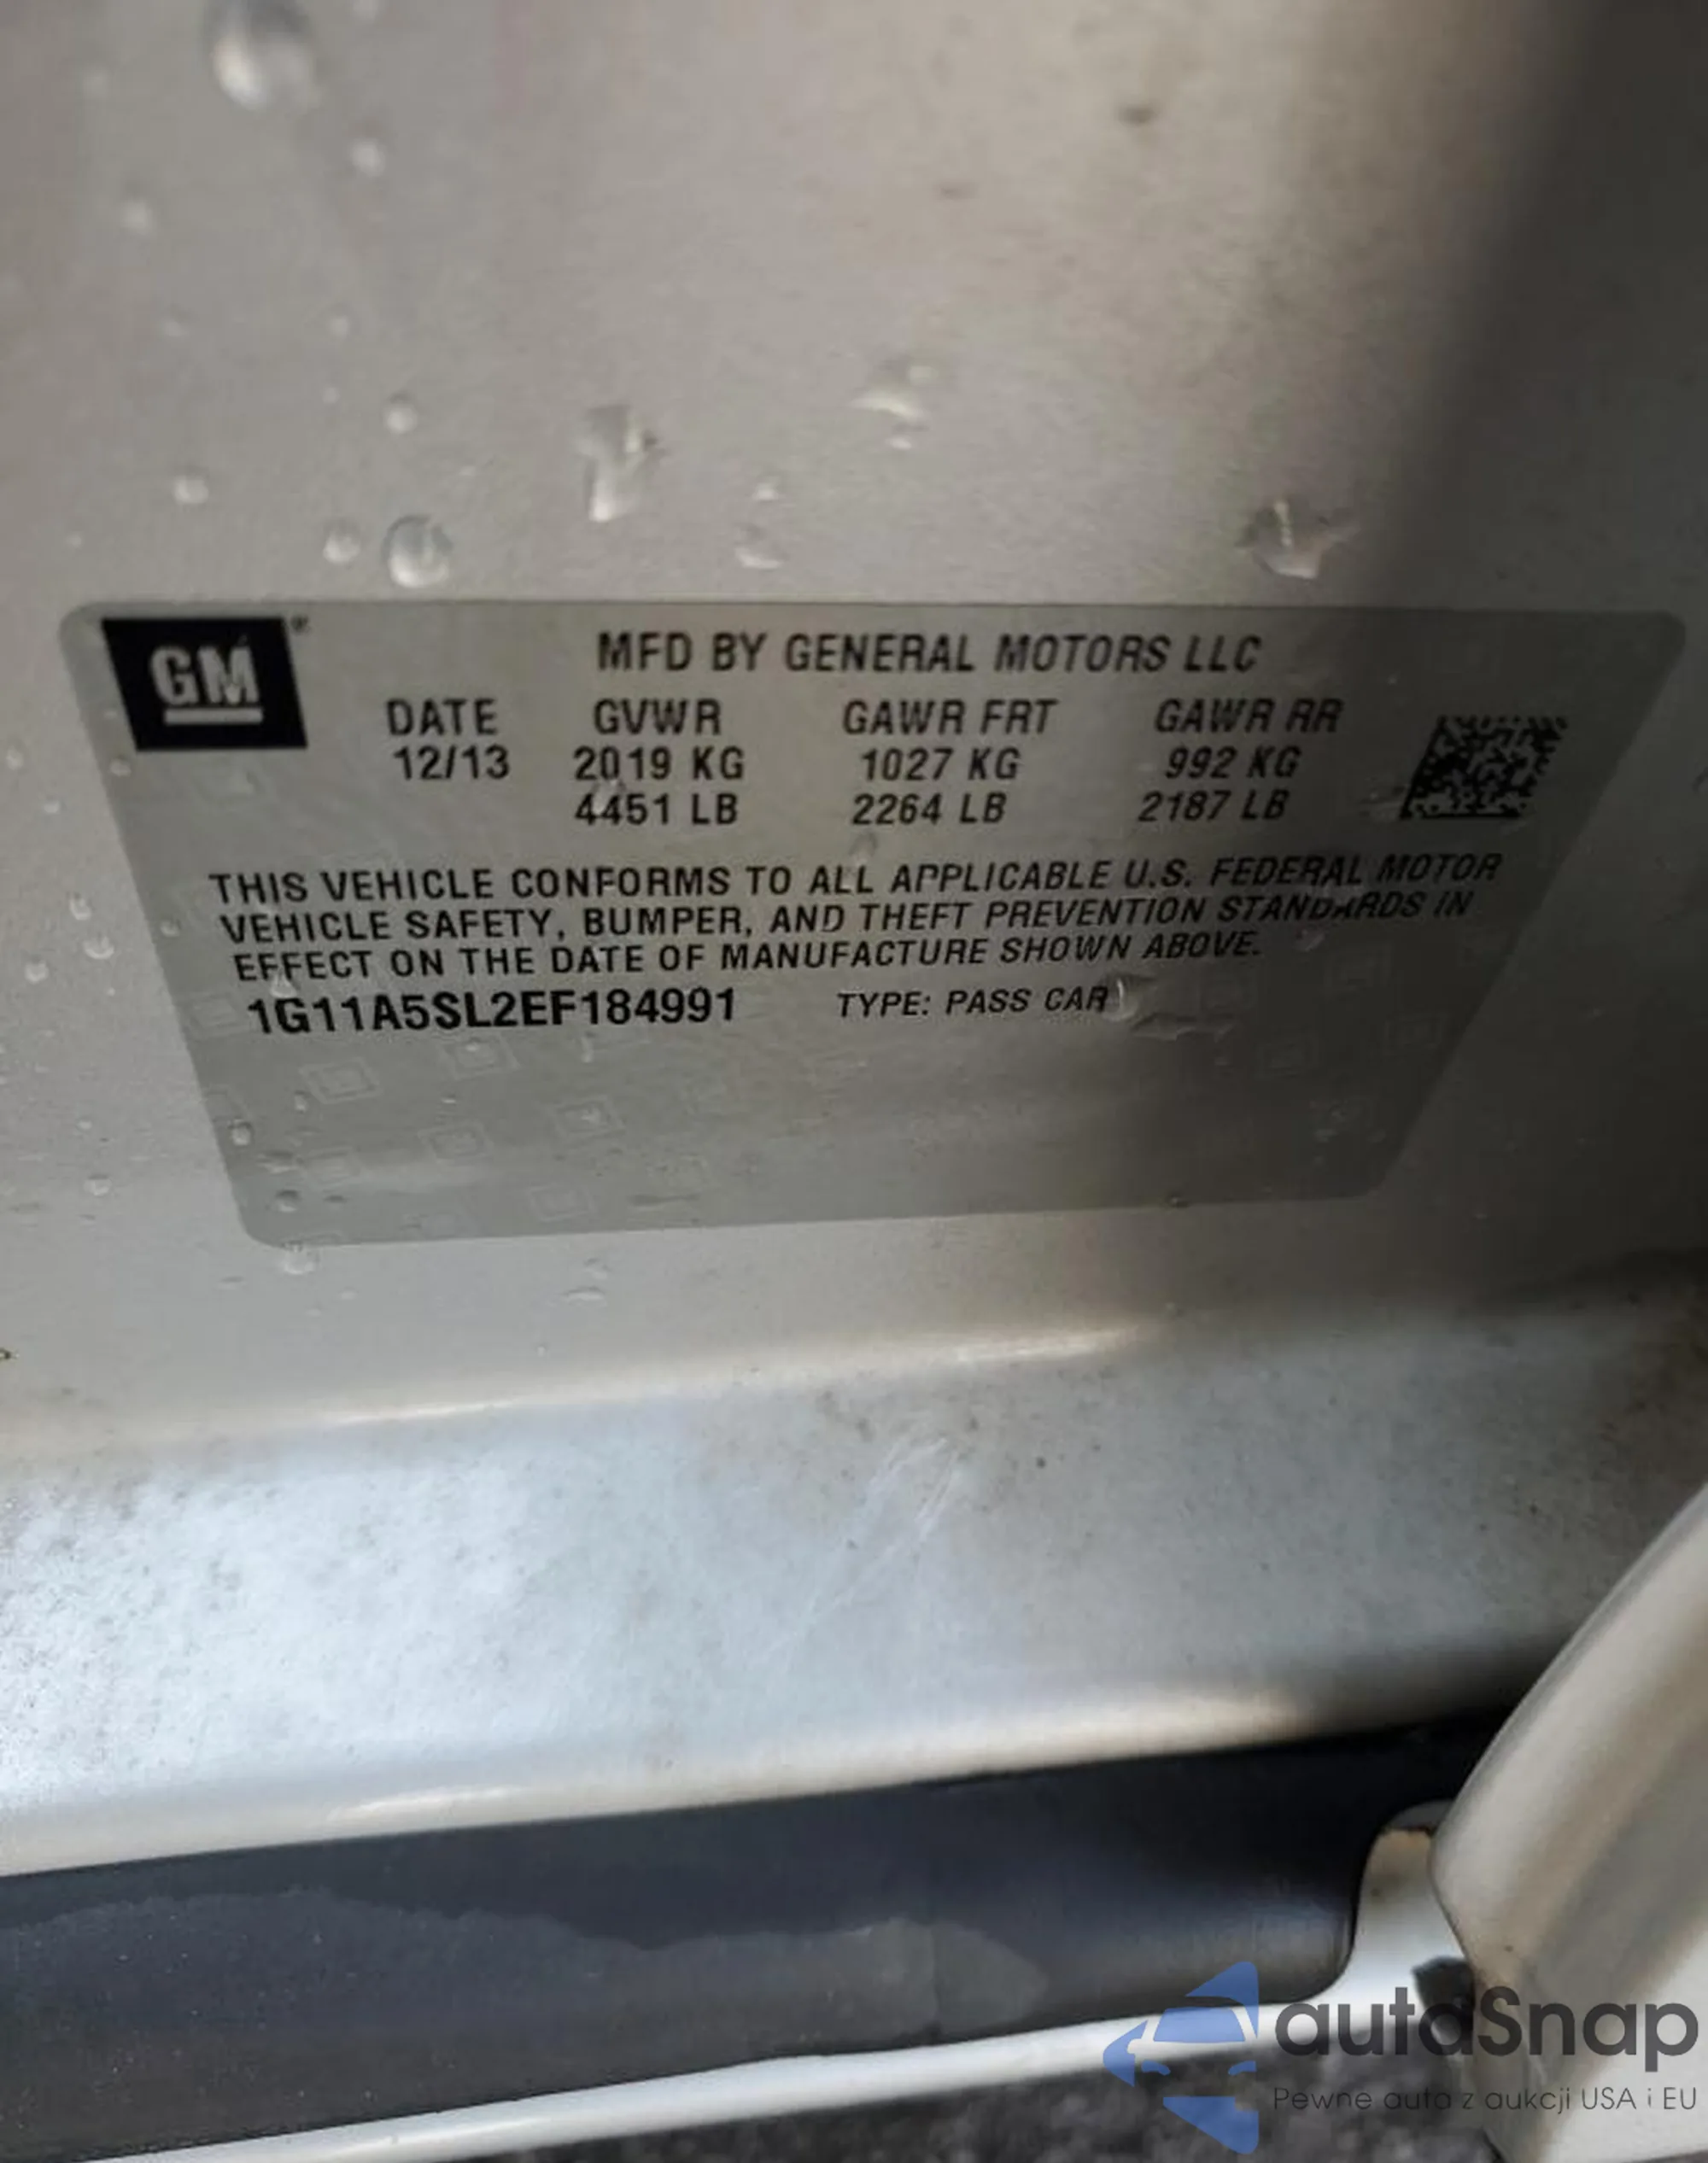 GM
MFD BY GENERAL MOTORS LLC
DATE GVWR GAWR FRT GAWR RR
12/13 2019 KG 1027 KG 992 KG
4451 LB 2264 LB 2187 LB
THIS VEHICLE CONFORMS TO ALL APPLICABLE U.S. FEDERAL MOTOR
VEHICLE SAFETY, BUMPER, AND THEFT PREVENTION STANDARDS IN
EFFECT ON THE DATE OF MANUFACTURE SHOWN ABOVE.
1G11A5SL2EF184991 TYPE: PASS CAR
autaSnap
Pewne auta z aukcji USA i EU